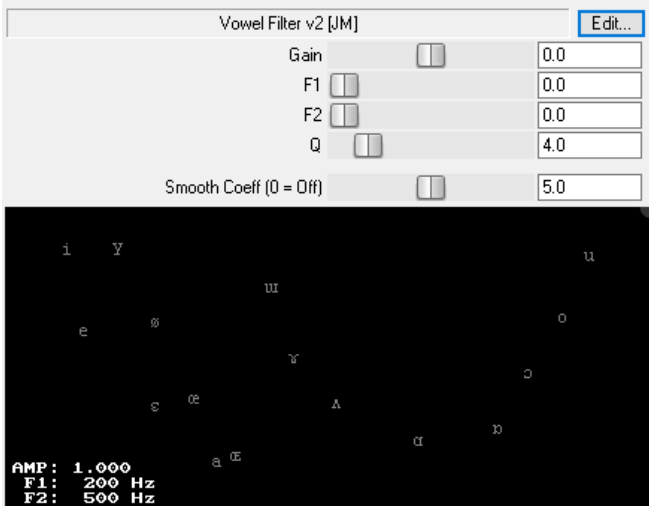 Vowel Filter v2 [JM] Edit...
Gain 0.0
F1 0.0
F2 0.0
Q 4.0
Smooth Coeff (0 = Off) 5.0
i Y u
ɯ
e ø o
ɤ ɔ
ɛ œ ʌ
ɑ ɒ
a ɶ
AMP: 1.000
F1: 200 Hz
F2: 500 Hz